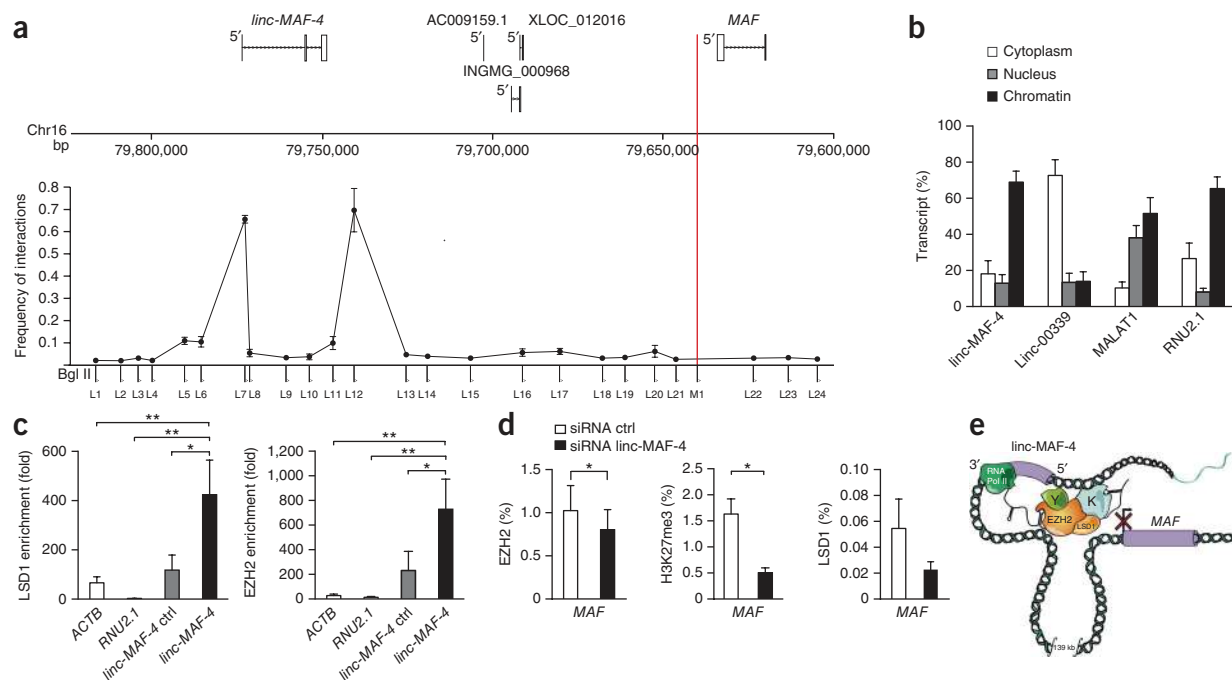 a
linc-MAF-4
AC009159.1
XLOC_012016
MAF
5′
5′
5′
5′
INGMG_000968
5′
Chr16
bp
79,800,000
79,750,000
79,700,000
79,650,000
79,600,000
Frequency of interactions
0.8
0.7
0.6
0.5
0.4
0.3
0.2
0.1
Bgl II
L1 L2 L3 L4 L5 L6 L7 L8 L9 L10 L11 L12 L13 L14 L15 L16 L17 L18 L19 L20 L21 M1 L22 L23 L24
b
Cytoplasm
Nucleus
Chromatin
Transcript (%)
100
80
60
40
20
0
linc-MAF-4
Linc-00339
MALAT1
RNU2.1
c
LSD1 enrichment (fold)
600
400
200
0
**
**
*
ACTB
RNU2.1
linc-MAF-4 ctrl
linc-MAF-4
EZH2 enrichment (fold)
1,200
1,000
800
600
400
200
0
**
**
*
ACTB
RNU2.1
linc-MAF-4 ctrl
linc-MAF-4
d
siRNA ctrl
siRNA linc-MAF-4
EZH2 (%)
1.5
1.0
0.5
0
*
MAF
H3K27me3 (%)
2.5
2.0
1.5
1.0
0.5
0
*
MAF
LSD1 (%)
0.10
0.08
0.06
0.04
0.02
0
MAF
e
linc-MAF-4
3′
5′
RNA
Pol II
Y
K
EZH2
LSD1
MAF
139 kb